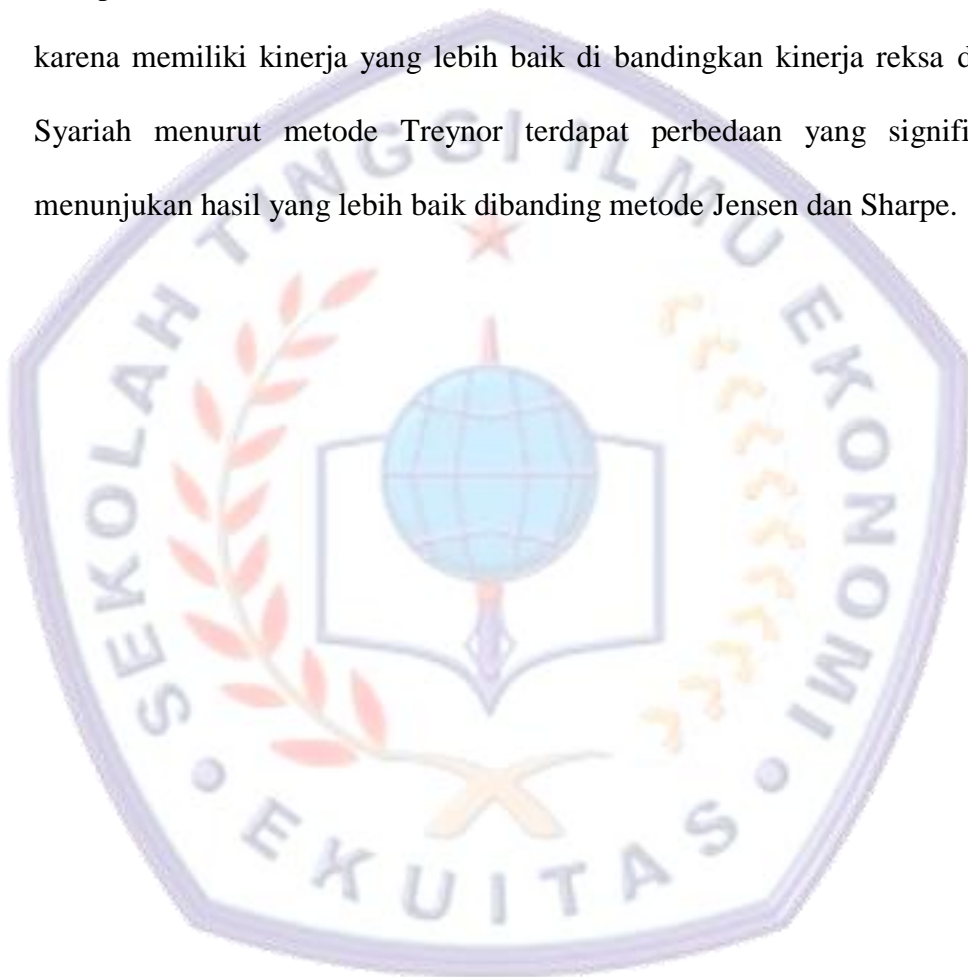 karena memiliki kinerja yang lebih baik di bandingkan kinerja reksa
Syariah menurut metode Treynor terdapat perbedaan yang signifi
menunjukan hasil yang lebih baik dibanding metode Jensen dan Sharpe.
SEKOLAH TINGGI ILMU EKONOMI
EKUITAS